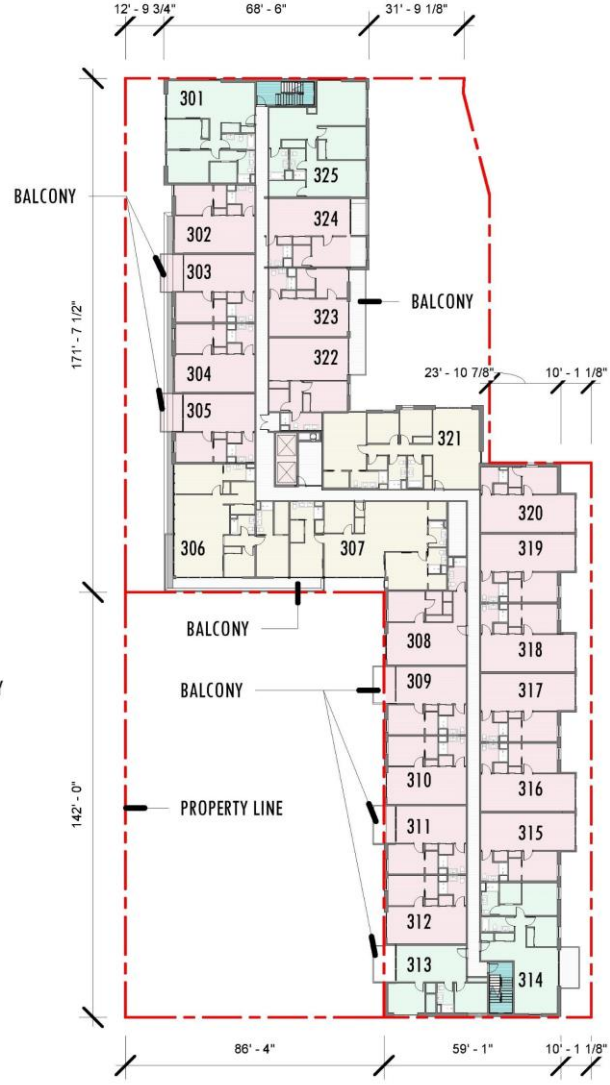 12' - 9 3/4"
68' - 6"
31' - 9 1/8"
301
325
BALCONY
324
302
303
171' - 7 1/2"
323
BALCONY
322
304
23' - 10 7/8"
10' - 1 1/8"
305
321
320
306
307
319
308
BALCONY
318
309
BALCONY
317
Y
310
316
142' - 0"
PROPERTY LINE
311
315
312
313
314
86' - 4"
59' - 1"
10' - 1 1/8"